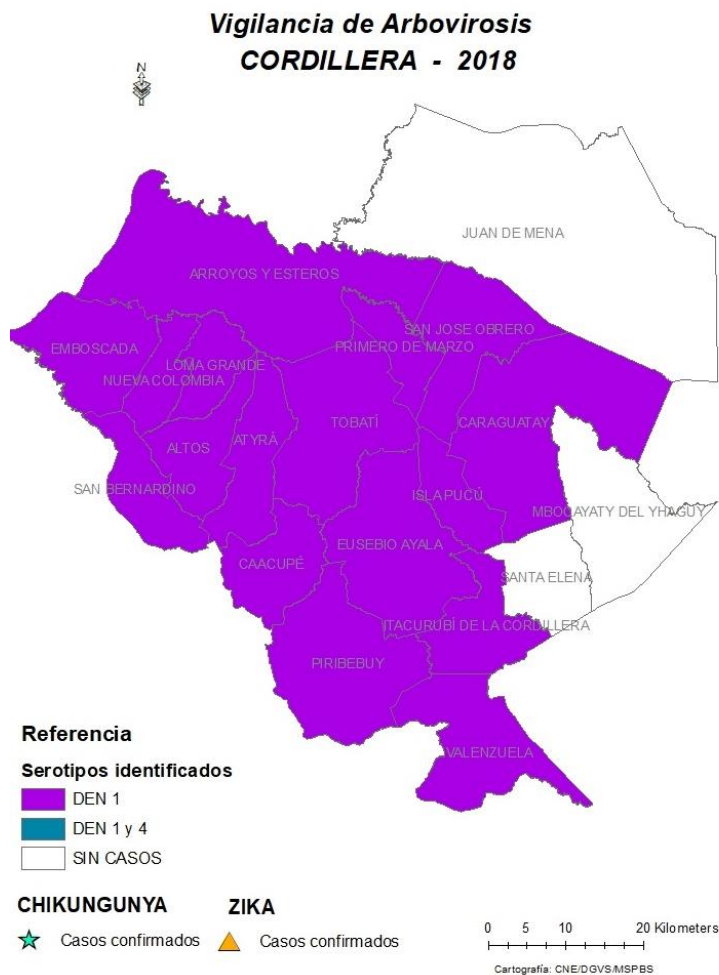 Vigilancia de Arbovirosis
CORDILLERA - 2018
N
JUAN DE MENA
ARROYOS Y ESTEROS
SAN JOSE OBRERO
EMBOSCADA
PRIMERO DE MARZO
LOMA GRANDE
NUEVA COLOMBIA
TOBATÍ
CARAGUATAY
ATYRÁ
ALTOS
SAN BERNARDINO
ISLA PUCÚ
MBOCAYATY DEL YHAGUY
EUSEBIO AYALA
CAACUPÉ
SANTA ELENA
ITACURUBÍ DE LA CORDILLERA
PIRIBEBUY
VALENZUELA
Referencia
Serotipos identificados
DEN 1
DEN 1 y 4
SIN CASOS
CHIKUNGUNYA ZIKA
Casos confirmados Casos confirmados
0 5 10 20 Kilometers
Cartografía: CNE/DGVS/MSPBS